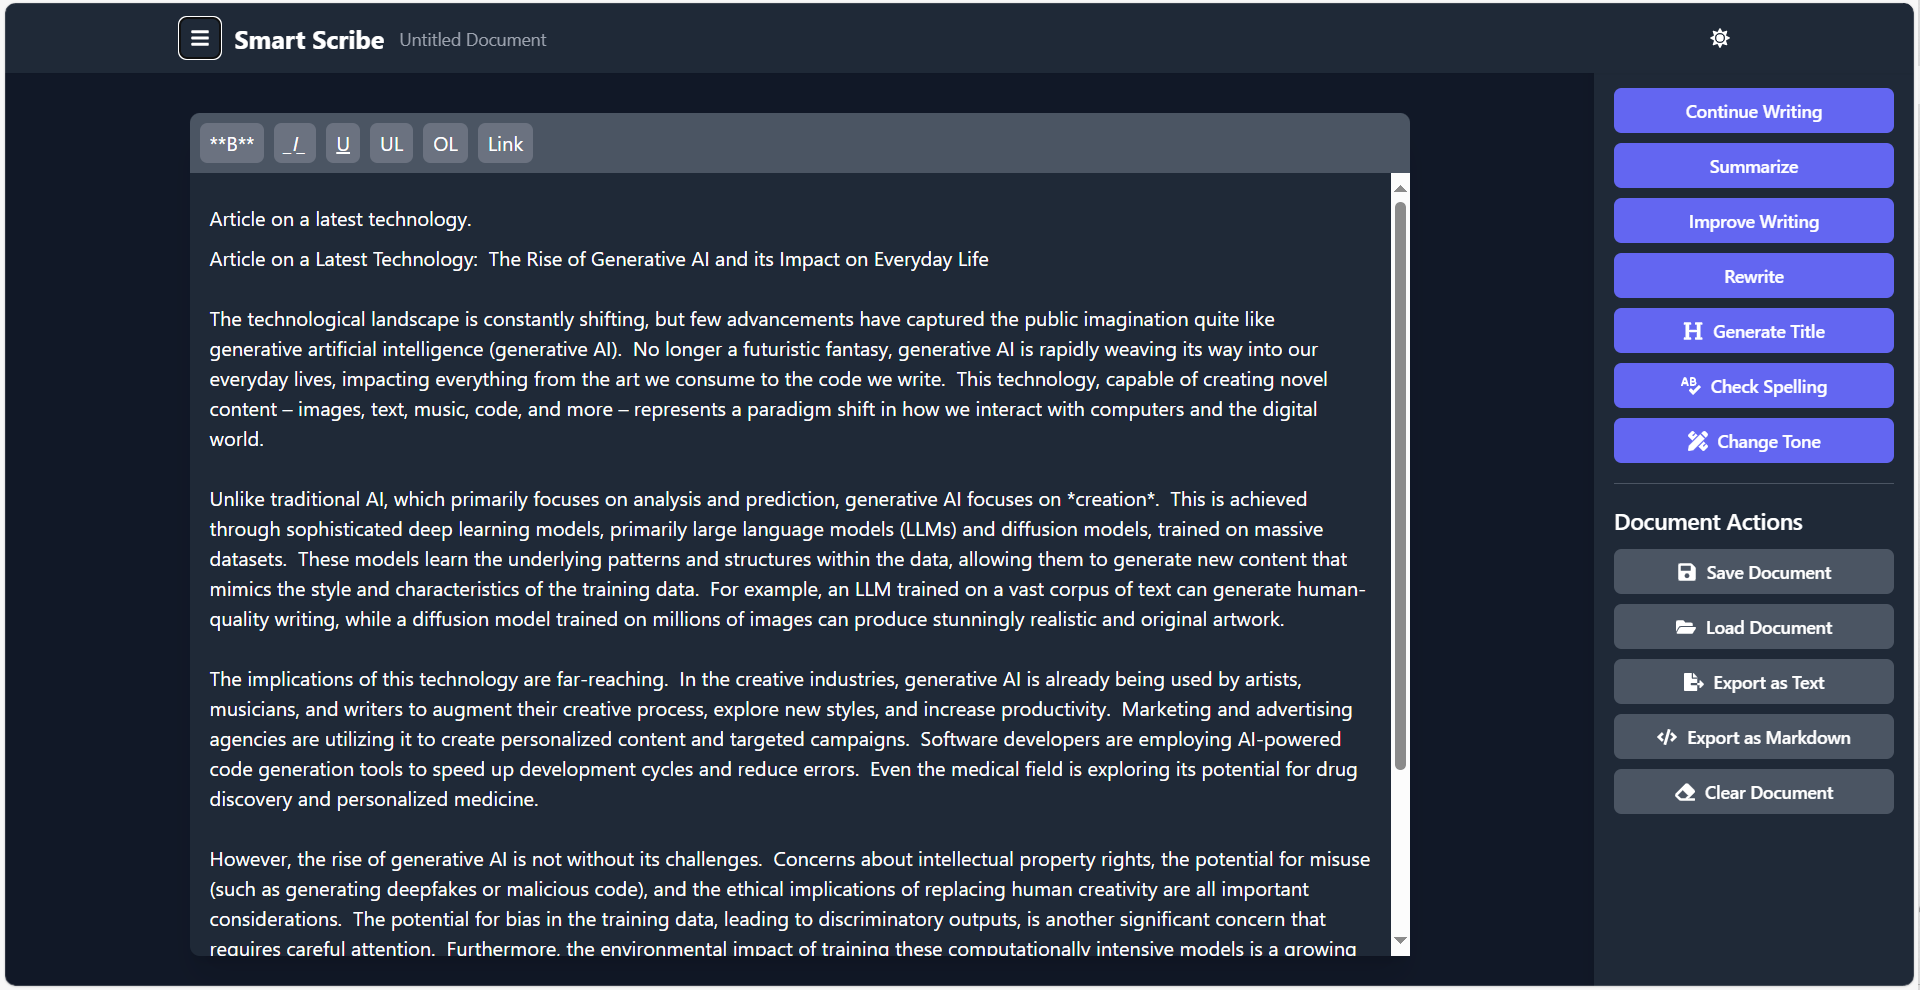 Smart Scribe Untitled Document
**B** _I_ U UL OL Link
Article on a latest technology.
Article on a Latest Technology:  The Rise of Generative AI and its Impact on Everyday Life
The technological landscape is constantly shifting, but few advancements have captured the public imagination quite like
generative artificial intelligence (generative AI).  No longer a futuristic fantasy, generative AI is rapidly weaving its way into our
everyday lives, impacting everything from the art we consume to the code we write.  This technology, capable of creating novel
content – images, text, music, code, and more – represents a paradigm shift in how we interact with computers and the digital
world.
Unlike traditional AI, which primarily focuses on analysis and prediction, generative AI focuses on *creation*.  This is achieved
through sophisticated deep learning models, primarily large language models (LLMs) and diffusion models, trained on massive
datasets.  These models learn the underlying patterns and structures within the data, allowing them to generate new content that
mimics the style and characteristics of the training data.  For example, an LLM trained on a vast corpus of text can generate human-
quality writing, while a diffusion model trained on millions of images can produce stunningly realistic and original artwork.
The implications of this technology are far-reaching.  In the creative industries, generative AI is already being used by artists,
musicians, and writers to augment their creative process, explore new styles, and increase productivity.  Marketing and advertising
agencies are utilizing it to create personalized content and targeted campaigns.  Software developers are employing AI-powered
code generation tools to speed up development cycles and reduce errors.  Even the medical field is exploring its potential for drug
discovery and personalized medicine.
However, the rise of generative AI is not without its challenges.  Concerns about intellectual property rights, the potential for misuse
(such as generating deepfakes or malicious code), and the ethical implications of replacing human creativity are all important
considerations.  The potential for bias in the training data, leading to discriminatory outputs, is another significant concern that
requires careful attention.  Furthermore, the environmental impact of training these computationally intensive models is a growing
Continue Writing
Summarize
Improve Writing
Rewrite
Generate Title
Check Spelling
Change Tone
Document Actions
Save Document
Load Document
Export as Text
Export as Markdown
Clear Document